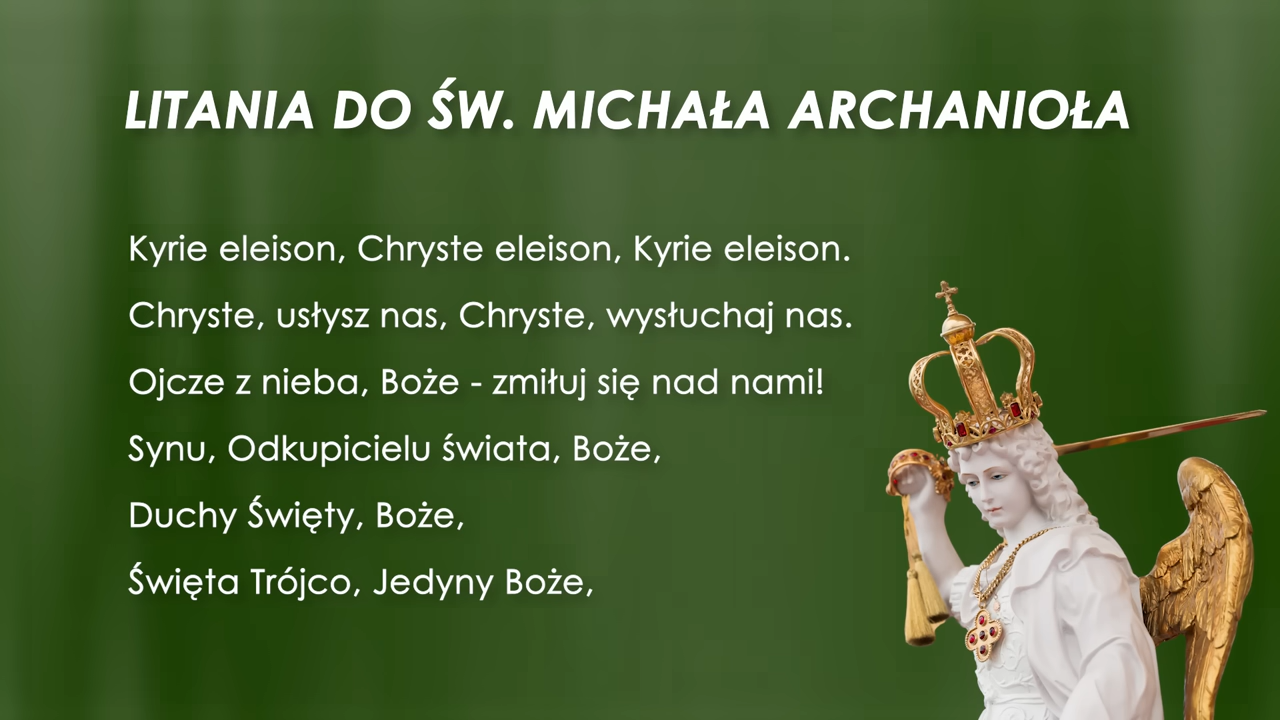 LITANIA DO ŚW. MICHAŁA ARCHANIOŁA
Kyrie eleison, Chryste eleison, Kyrie eleison.
Chryste, usłysz nas, Chryste, wysłuchaj nas.
Ojcze z nieba, Boże - zmiłuj się nad nami!
Synu, Odkupicielu świata, Boże,
Duchy Święty, Boże,
Święta Trójco, Jedyny Boże,